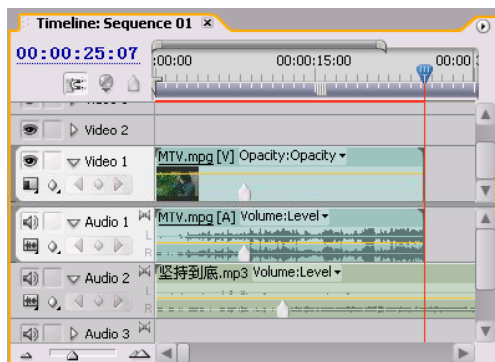 Timeline: Sequence 01
00:00:25:07
:00:00 00:00:15:00 00:00
Video 2
Video 1 MTV.mpg [V] Opacity:Opacity
Audio 1 MTV.mpg [A] Volume:Level
L
R
Audio 2 坚持到底.mp3 Volume:Level
L
R
Audio 3